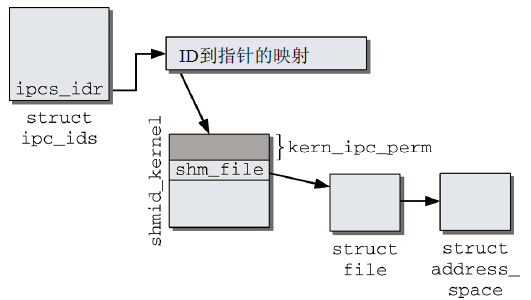 ID到指针的映射
ipcs_idr
struct
ipc_ids
shmid_kernel
kern_ipc_perm
shm_file
struct
file
struct
address_
space